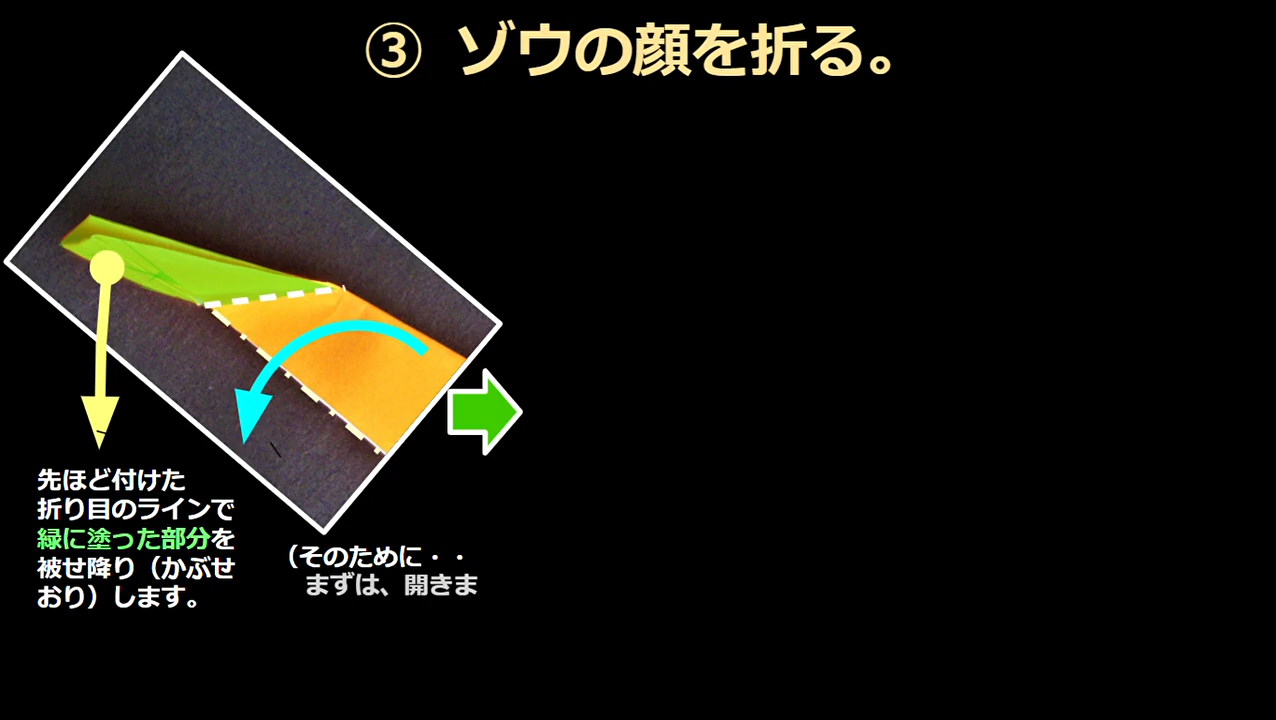 ③ ゾウの顔を折る。
先ほど付けた
折り目のラインで
緑に塗った部分を
被せ降り（かぶせ
おり）します。
（そのために・・
まずは、開きま